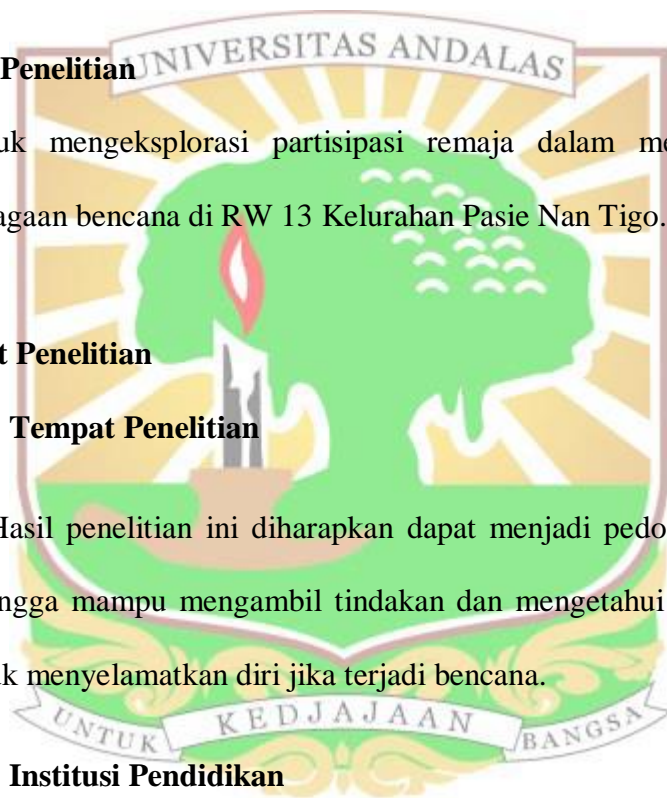 UNIVERSITAS ANDALAS
Penelitian
uk mengeksplorasi partisipasi remaja dalam me
agaan bencana di RW 13 Kelurahan Pasie Nan Tigo.
t Penelitian
Tempat Penelitian
Hasil penelitian ini diharapkan dapat menjadi pedo
ngga mampu mengambil tindakan dan mengetahui
k menyelamatkan diri jika terjadi bencana.
UNTUK KEDJAJAAN BANGSA
Institusi Pendidikan